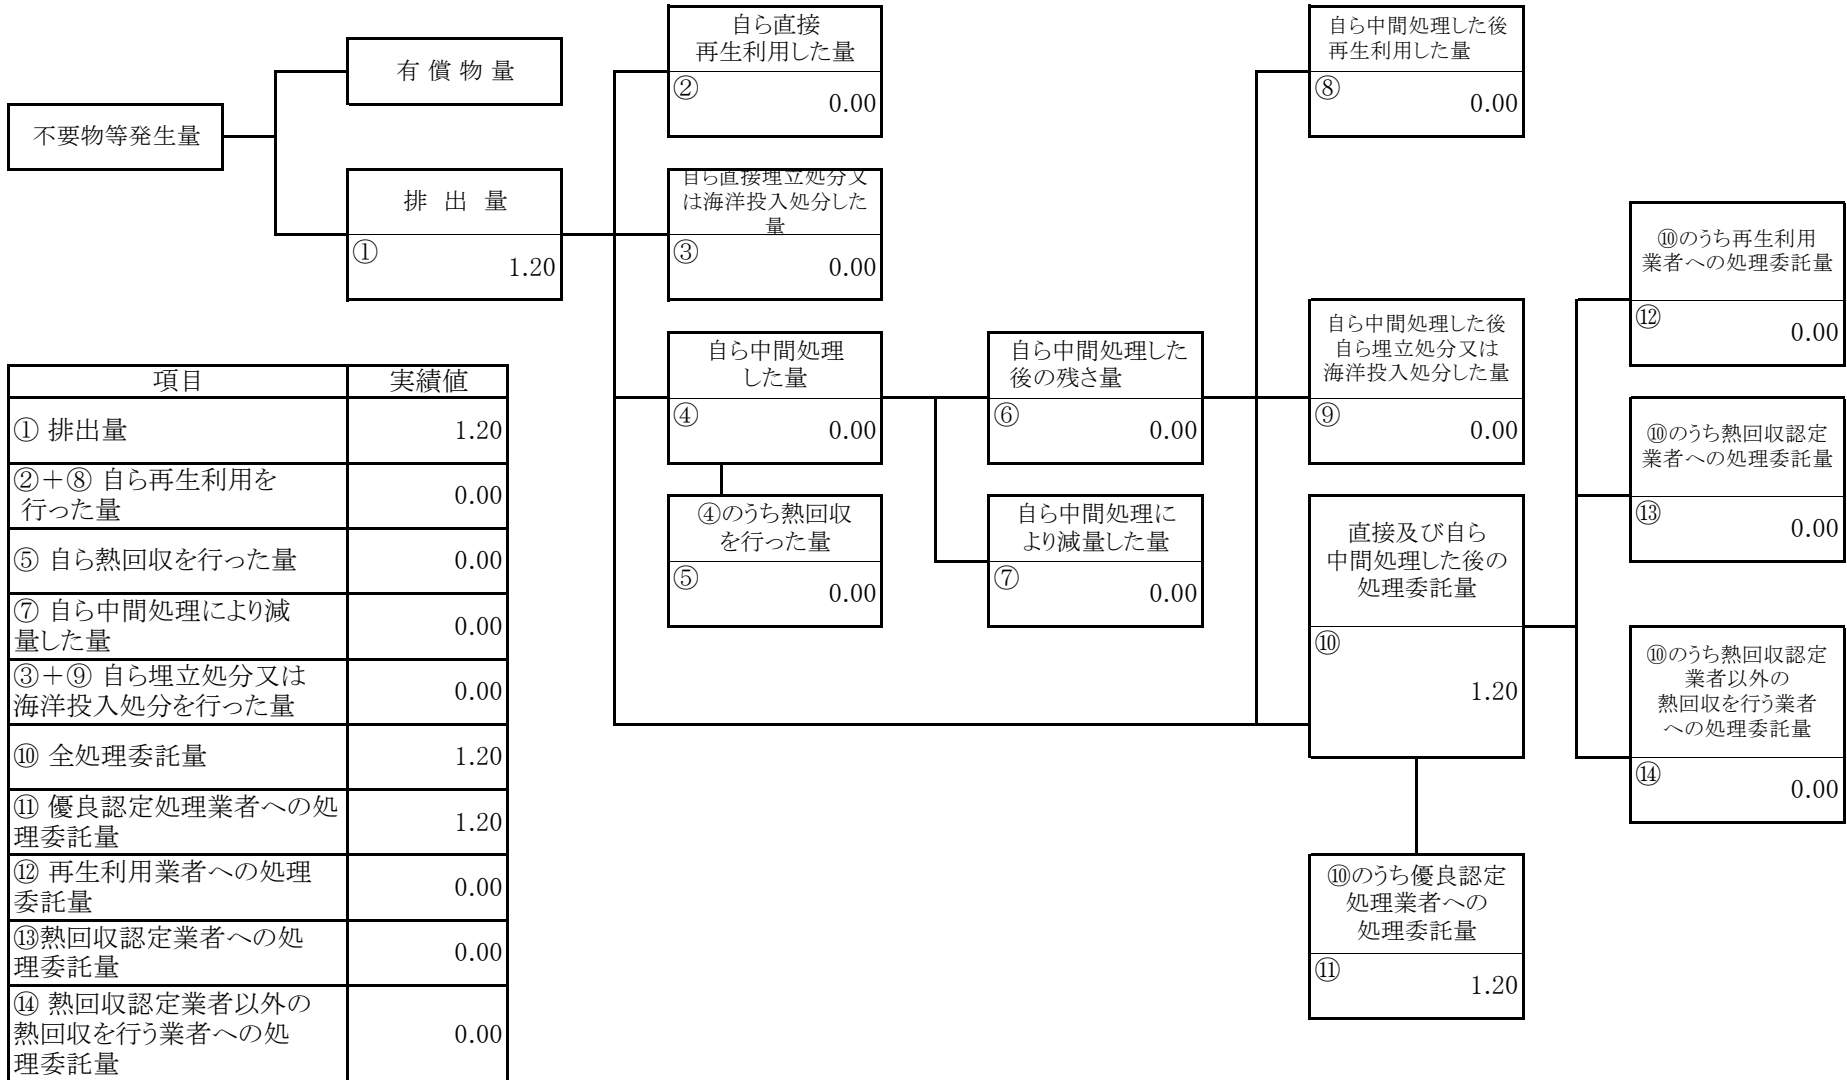 不要物等発生量
有償物量
排出量
①
1.20
自ら直接
再生利用した量
②
0.00
自ら直接埋立処分又
は海洋投入処分した
量
③
0.00
自ら中間処理
した量
④
0.00
④のうち熱回収
を行った量
⑤
0.00
自ら中間処理した
後の残さ量
⑥
0.00
自ら中間処理に
より減量した量
⑦
0.00
自ら中間処理した後
再生利用した量
⑧
0.00
自ら中間処理した後
自ら埋立処分又は
海洋投入処分した量
⑨
0.00
直接及び自ら
中間処理した後の
処理委託量
⑩
1.20
⑩のうち優良認定
処理業者への
処理委託量
⑪
1.20
⑩のうち再生利用
業者への処理委託量
⑫
0.00
⑩のうち熱回収認定
業者への処理委託量
⑬
0.00
⑩のうち熱回収認定
業者以外の
熱回収を行う業者
への処理委託量
⑭
0.00
項目 実績値
① 排出量 1.20
②+⑧ 自ら再生利用を
行った量 0.00
⑤ 自ら熱回収を行った量 0.00
⑦ 自ら中間処理により減
量した量 0.00
③+⑨ 自ら埋立処分又は
海洋投入処分を行った量 0.00
⑩ 全処理委託量 1.20
⑪ 優良認定処理業者への処
理委託量 1.20
⑫ 再生利用業者への処理
委託量 0.00
⑬熱回収認定業者への処
理委託量 0.00
⑭ 熱回収認定業者以外の
熱回収を行う業者への処
理委託量 0.00